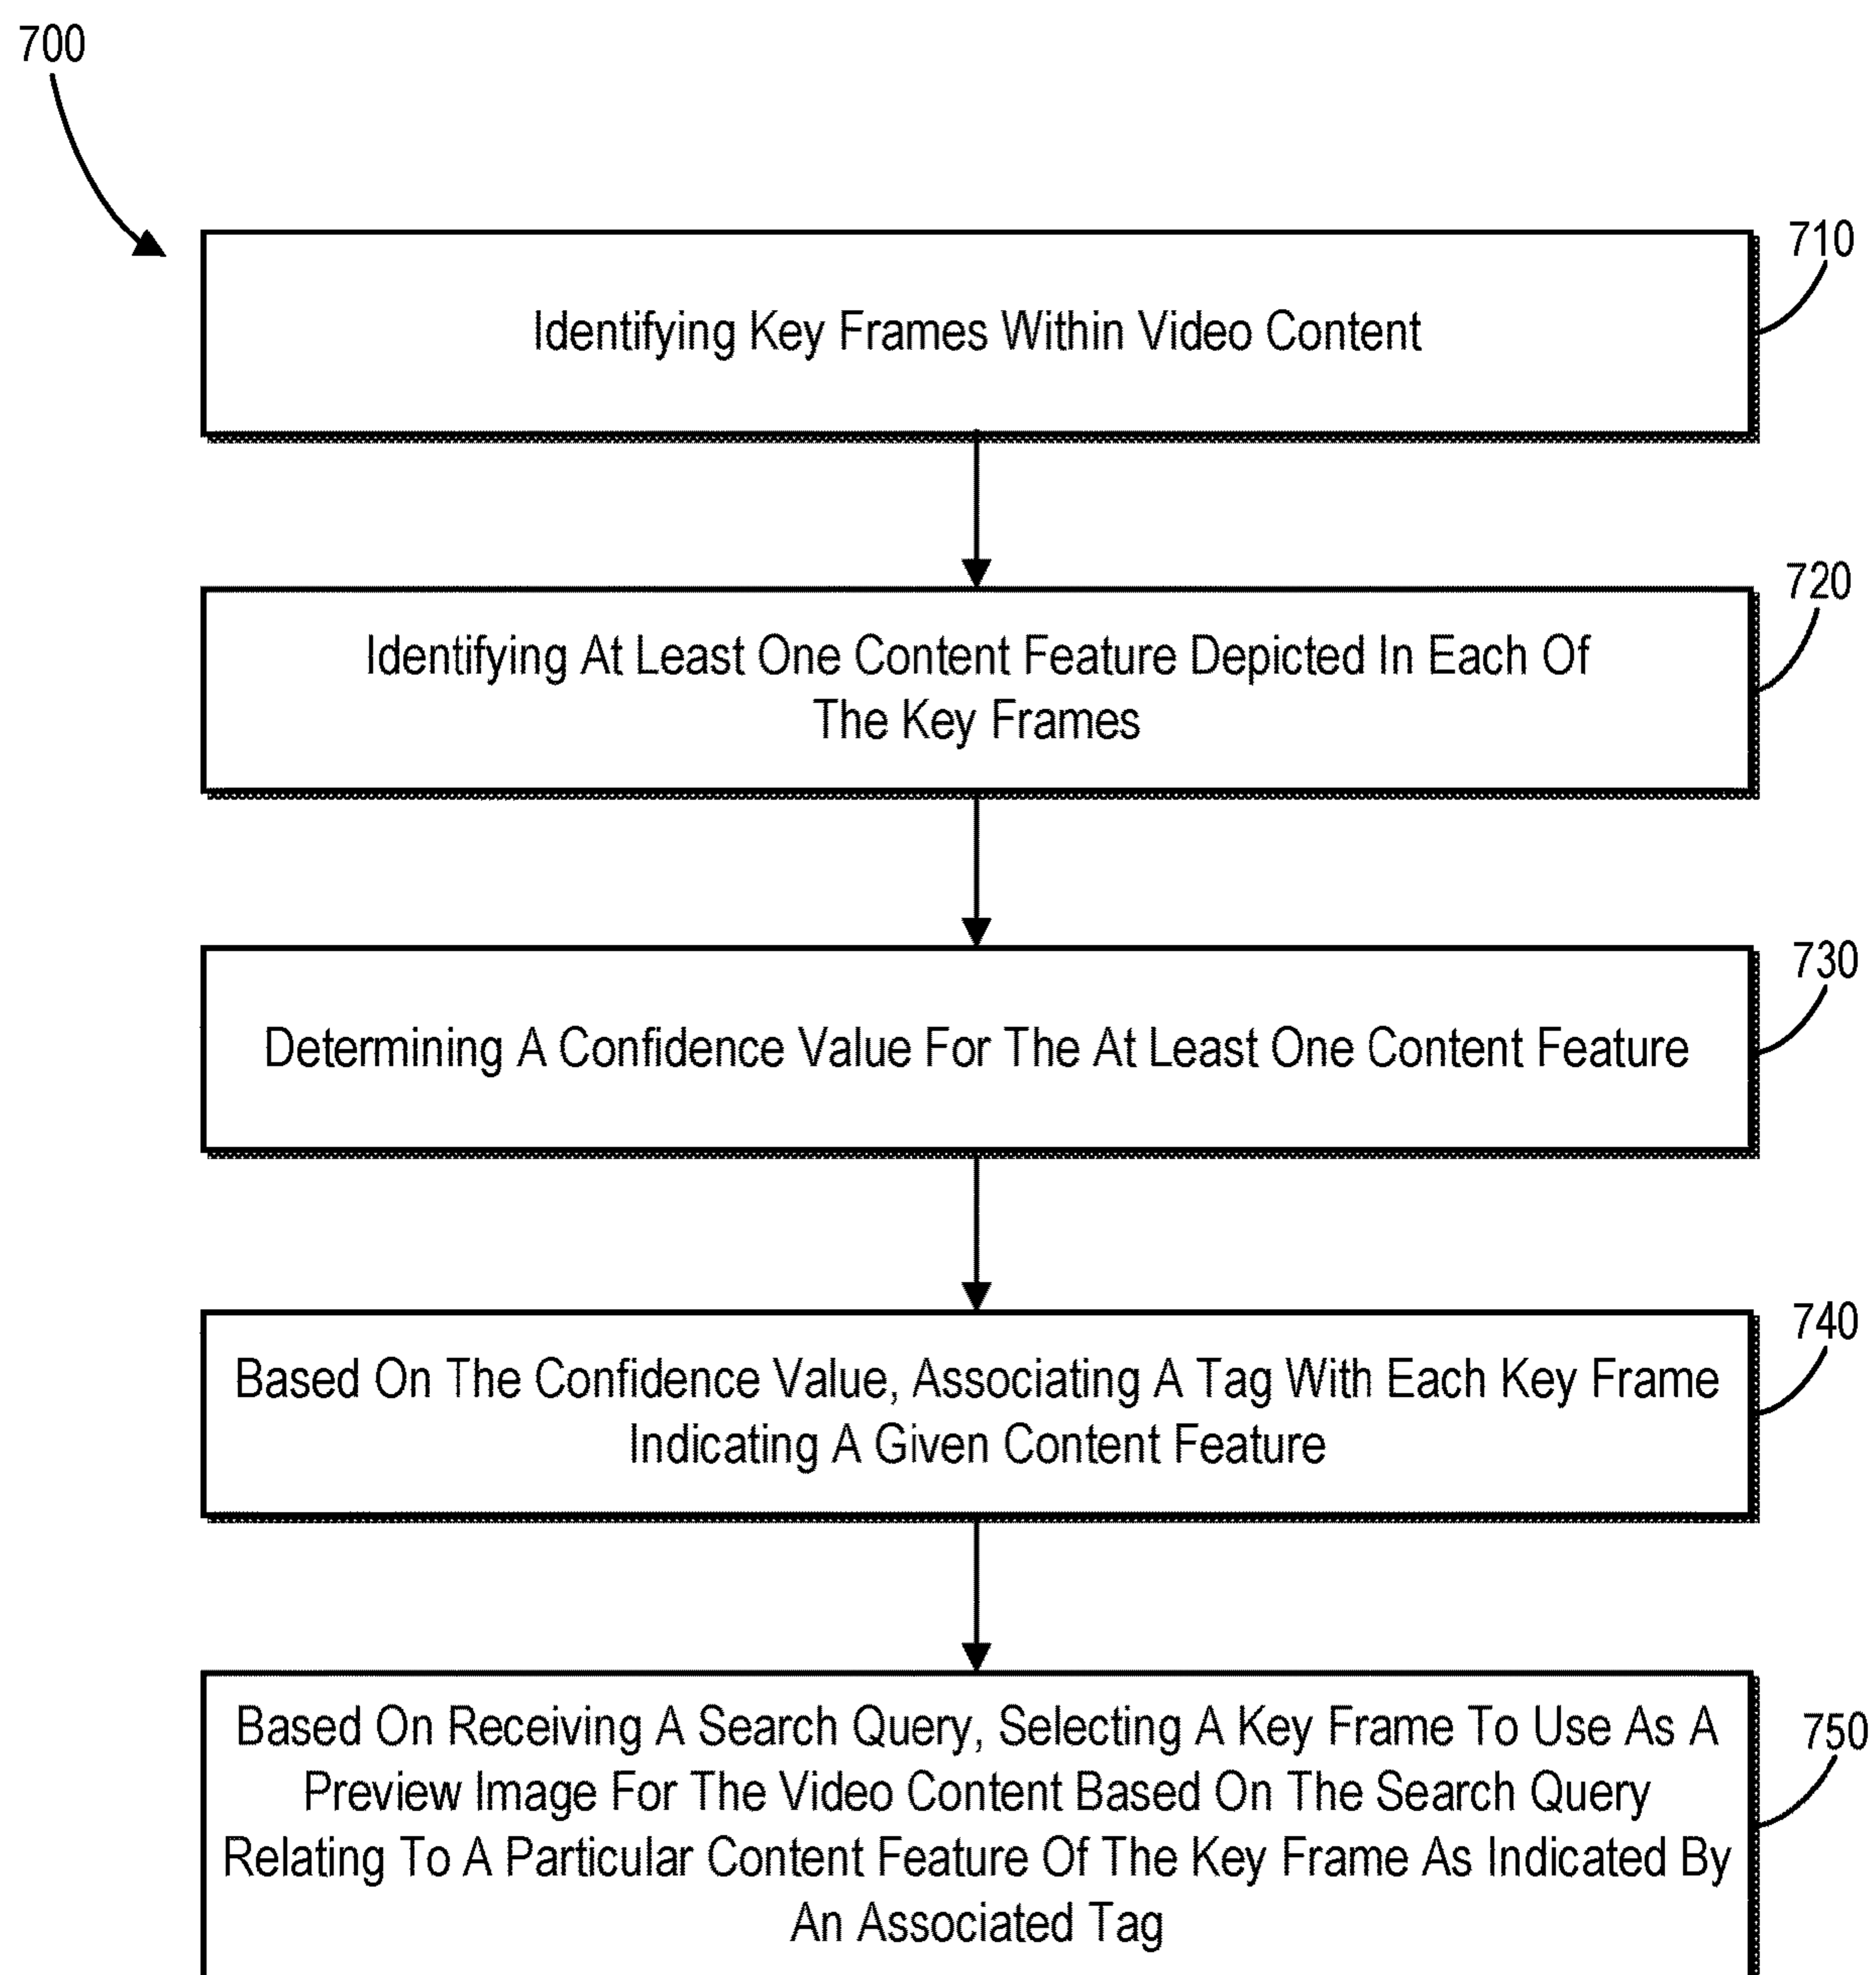 700
710
Identifying Key Frames Within Video Content
720
Identifying At Least One Content Feature Depicted In Each Of
The Key Frames
730
Determining A Confidence Value For The At Least One Content Feature
740
Based On The Confidence Value, Associating A Tag With Each Key Frame
Indicating A Given Content Feature
750
Based On Receiving A Search Query, Selecting A Key Frame To Use As A
Preview Image For The Video Content Based On The Search Query
Relating To A Particular Content Feature Of The Key Frame As Indicated By
An Associated Tag